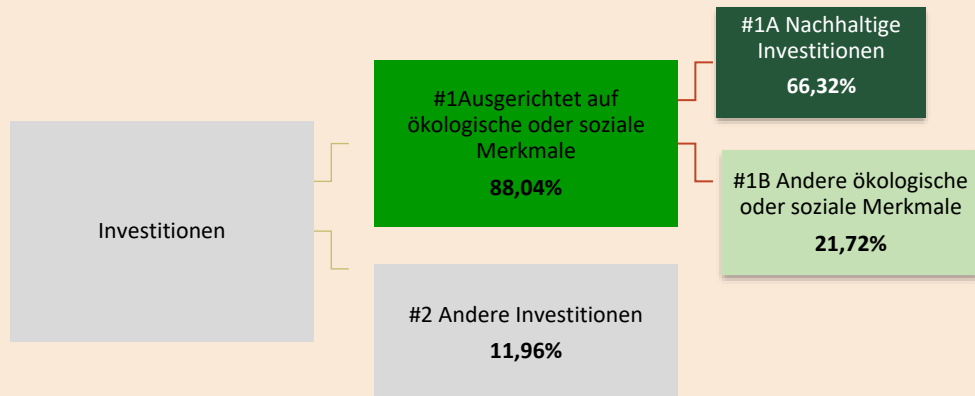 Investitionen
#1Ausgerichtet auf
ökologische oder soziale
Merkmale
88,04%
#1A Nachhaltige
Investitionen
66,32%
#1B Andere ökologische
oder soziale Merkmale
21,72%
#2 Andere Investitionen
11,96%